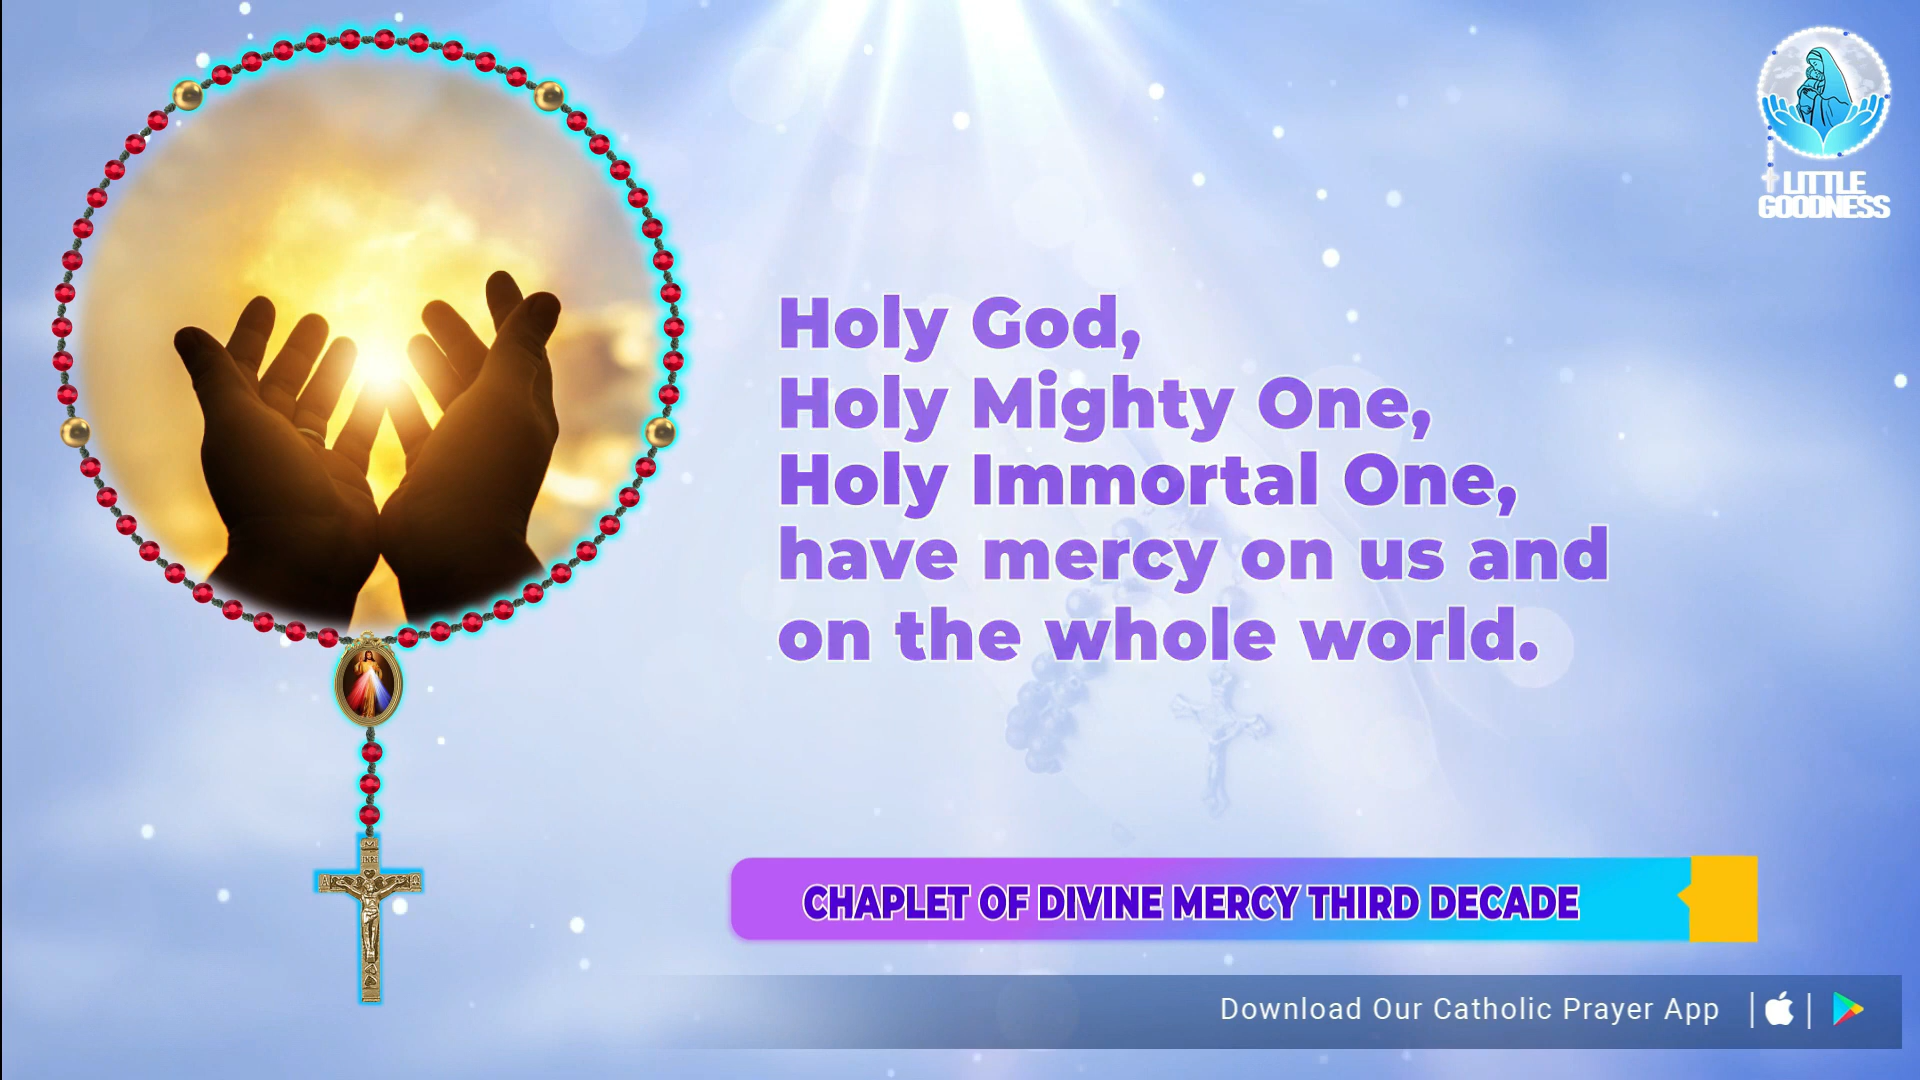 LITTLE
GOODNESS
Holy God,
Holy Mighty One,
Holy Immortal One,
have mercy on us and
on the whole world.
INRI
CHAPLET OF DIVINE MERCY THIRD DECADE
Download Our Catholic Prayer App